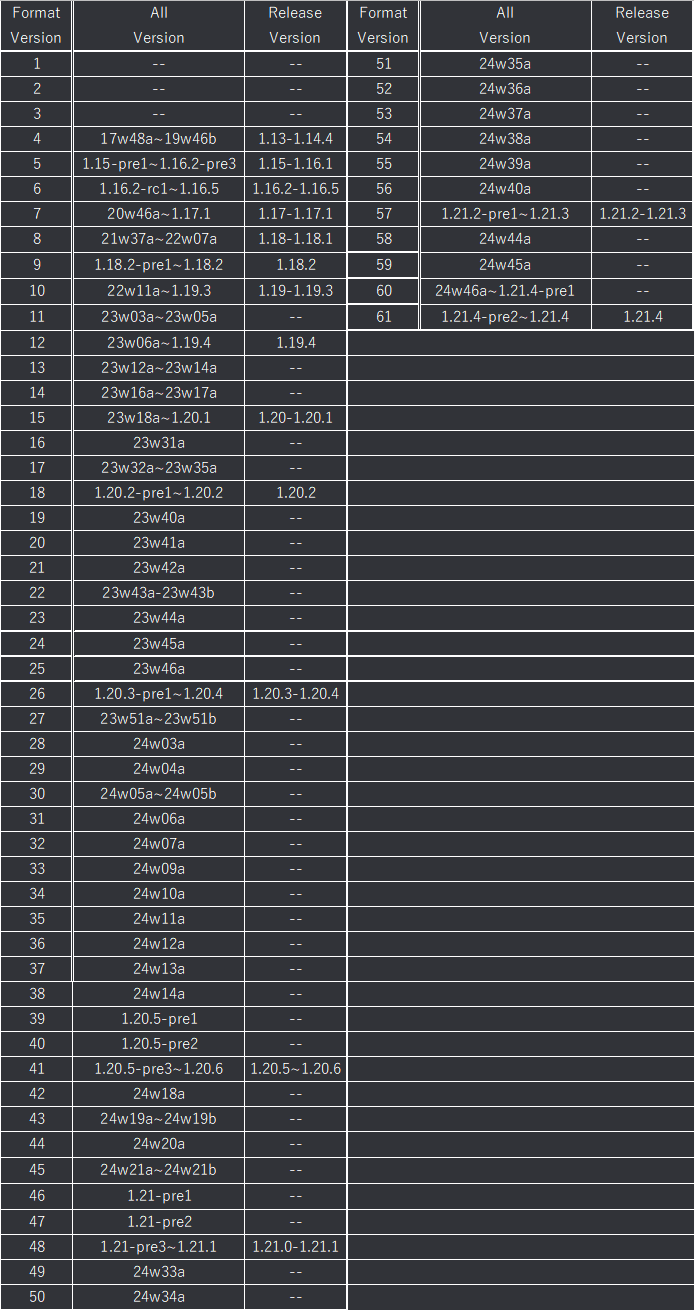 Format Version All Version Release Version
1 -- --
2 -- --
3 -- --
4 17w48a~19w46b 1.13-1.14.4
5 1.15-pre1~1.16.2-pre3 1.15-1.16.1
6 1.16.2-rc1~1.16.5 1.16.2-1.16.5
7 20w46a~1.17.1 1.17-1.17.1
8 21w37a~22w07a 1.18-1.18.1
9 1.18.2-pre1~1.18.2 1.18.2
10 22w11a~1.19.3 1.19-1.19.3
11 23w03a~23w05a --
12 23w06a~1.19.4 1.19.4
13 23w12a~23w14a --
14 23w16a~23w17a --
15 23w18a~1.20.1 1.20-1.20.1
16 23w31a --
17 23w32a~23w35a --
18 1.20.2-pre1~1.20.2 1.20.2
19 23w40a --
20 23w41a --
21 23w42a --
22 23w43a-23w43b --
23 23w44a --
24 23w45a --
25 23w46a --
26 1.20.3-pre1~1.20.4 1.20.3-1.20.4
27 23w51a~23w51b --
28 24w03a --
29 24w04a --
30 24w05a~24w05b --
31 24w06a --
32 24w07a --
33 24w09a --
34 24w10a --
35 24w11a --
36 24w12a --
37 24w13a --
38 24w14a --
39 1.20.5-pre1 --
40 1.20.5-pre2 --
41 1.20.5-pre3~1.20.6 1.20.5~1.20.6
42 24w18a --
43 24w19a~24w19b --
44 24w20a --
45 24w21a~24w21b --
46 1.21-pre1 --
47 1.21-pre2 --
48 1.21-pre3~1.21.1 1.21.0-1.21.1
49 24w33a --
50 24w34a --
Format Version All Version Release Version
51 24w35a --
52 24w36a --
53 24w37a --
54 24w38a --
55 24w39a --
56 24w40a --
57 1.21.2-pre1~1.21.3 1.21.2-1.21.3
58 24w44a --
59 24w45a --
60 24w46a~1.21.4-pre1 --
61 1.21.4-pre2~1.21.4 1.21.4